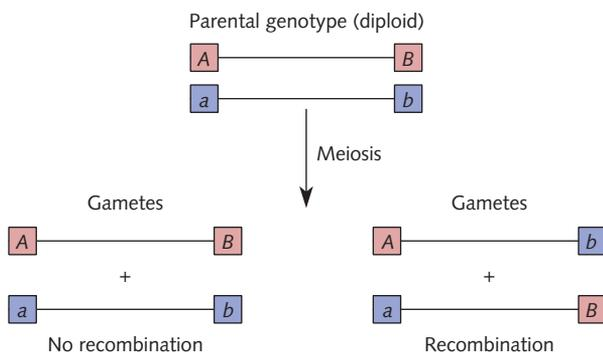 Parental genotype (diploid)
A B
a b
Meiosis
Gametes
A B
+
a b
No recombination
Gametes
A b
+
a B
Recombination